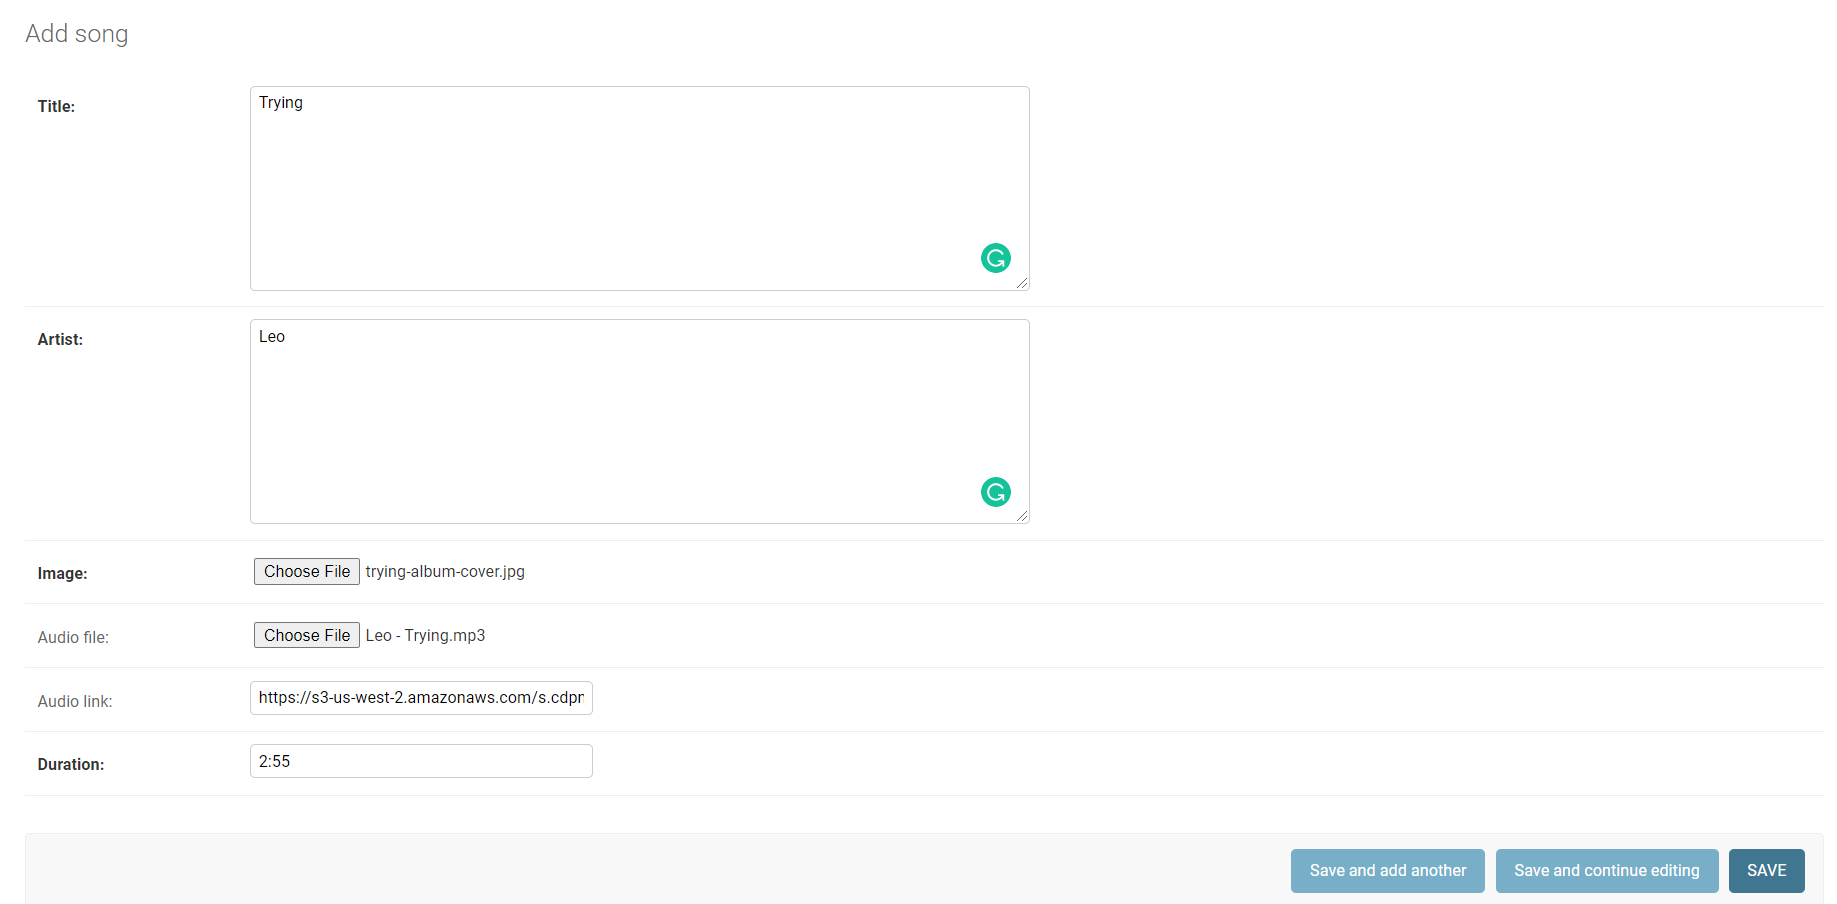 Add song
Title:
Trying
Artist:
Leo
Image:
Choose File trying-album-cover.jpg
Audio file:
Choose File Leo - Trying.mp3
Audio link:
https://s3-us-west-2.amazonaws.com/s.cdpn
Duration:
2:55
Save and add another
Save and continue editing
SAVE